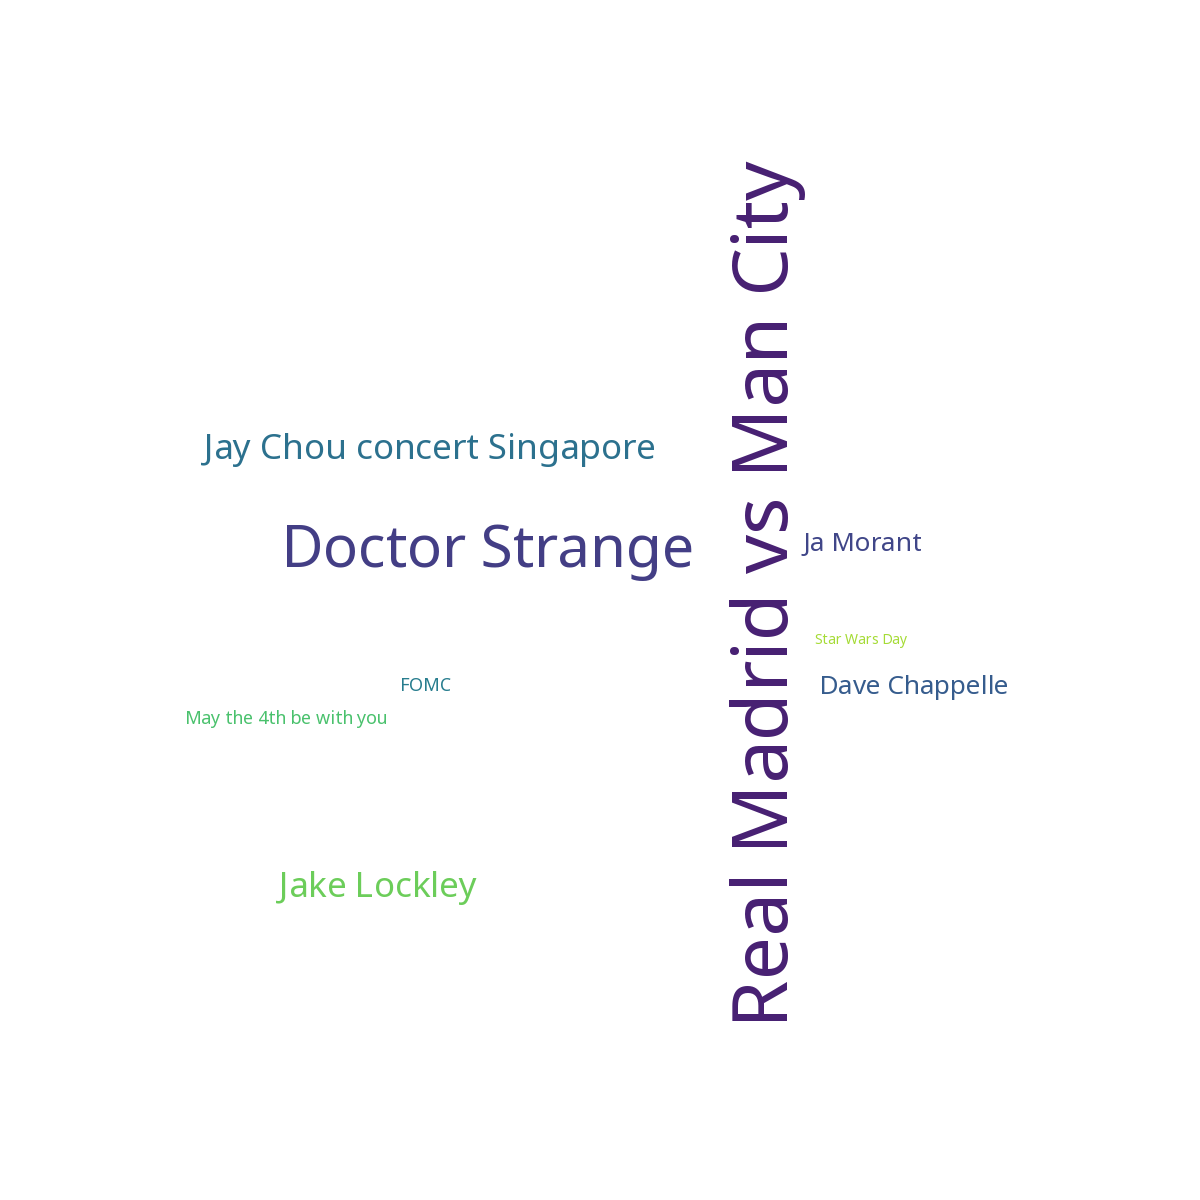 Real Madrid vs Man City
Jay Chou concert Singapore
Doctor Strange
Ja Morant
Star Wars Day
FOMC
Dave Chappelle
May the 4th be with you
Jake Lockley